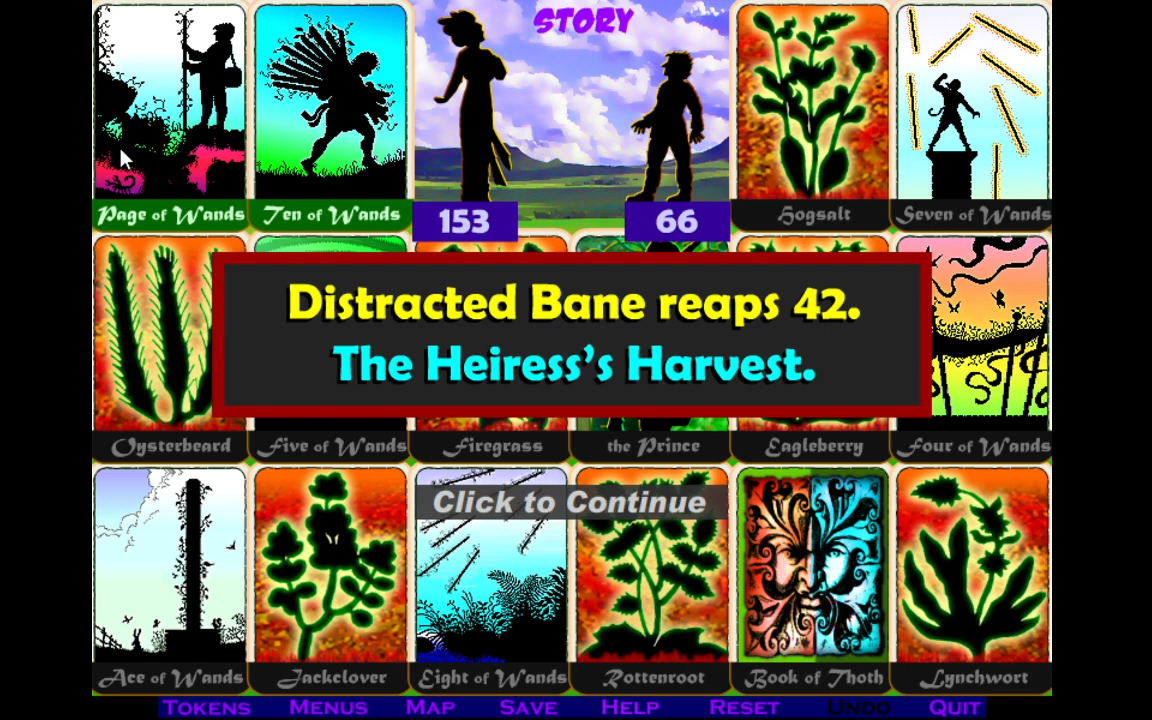 STORY
Page of Wands
Ten of Wands
153
66
Hogsalt
Seven of Wands
Distracted Bane reaps 42.
The Heiress's Harvest.
Oysterbeard
Five of Wands
Firegrass
the Prince
Eagleberry
Four of Wands
Click to Continue
Ace of Wands
Jackclover
Eight of Wands
Rottenroot
Book of Thoth
Lynchwort
TOKENS MENUS MAP SAVE HELP RESET UNDO QUIT